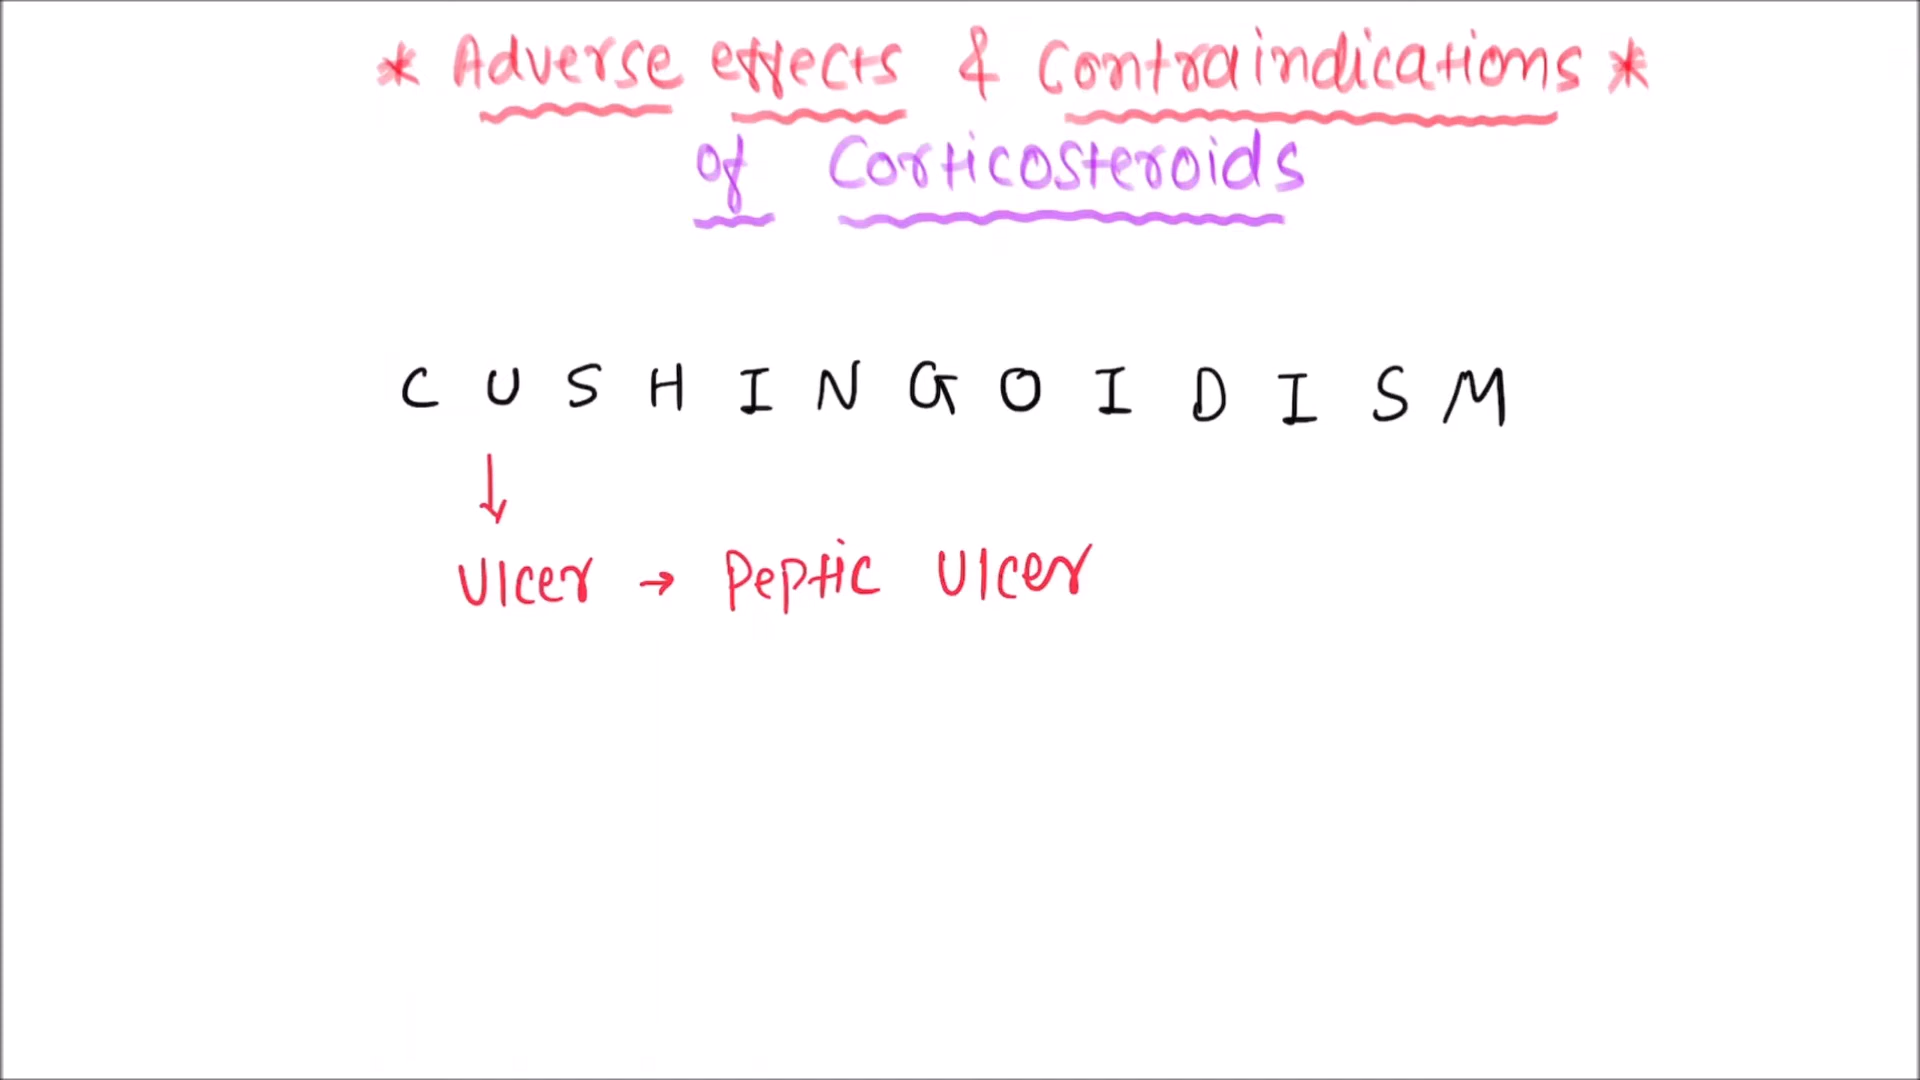 * Adverse effects & Contraindications *
of Corticosteroids
C U S H I N G O I D I S M
↓
Ulcer → Peptic Ulcer